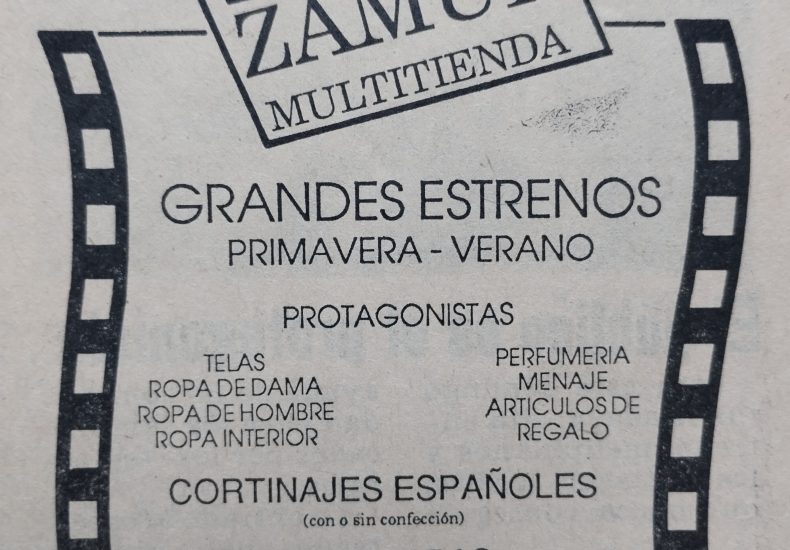 MULTITIENDA
GRANDES ESTRENOS
PRIMAVERA - VERANO
PROTAGONISTAS
TELAS
ROPA DE DAMA
ROPA DE HOMBRE
ROPA INTERIOR
PERFUMERIA
MENAJE
ARTICULOS DE
REGALO
CORTINAJES ESPAÑOLES
(con o sin confección)